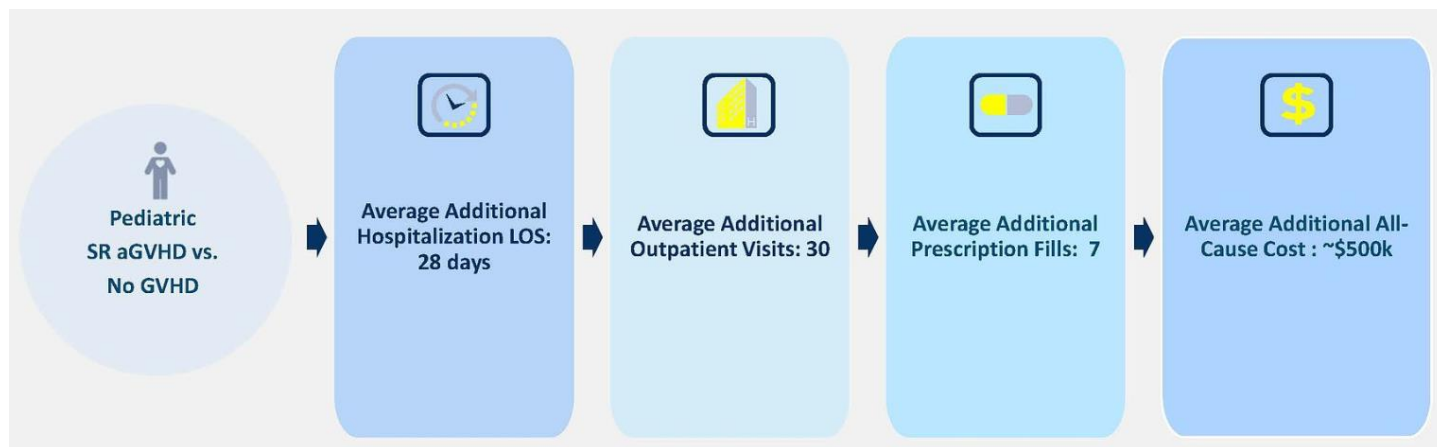 Pediatric
SR aGVHD vs.
No GVHD
Average Additional
Hospitalization LOS:
28 days
H
Average Additional
Outpatient Visits: 30
Average Additional
Prescription Fills: 7
$
Average Additional All-
Cause Cost : ~$500k